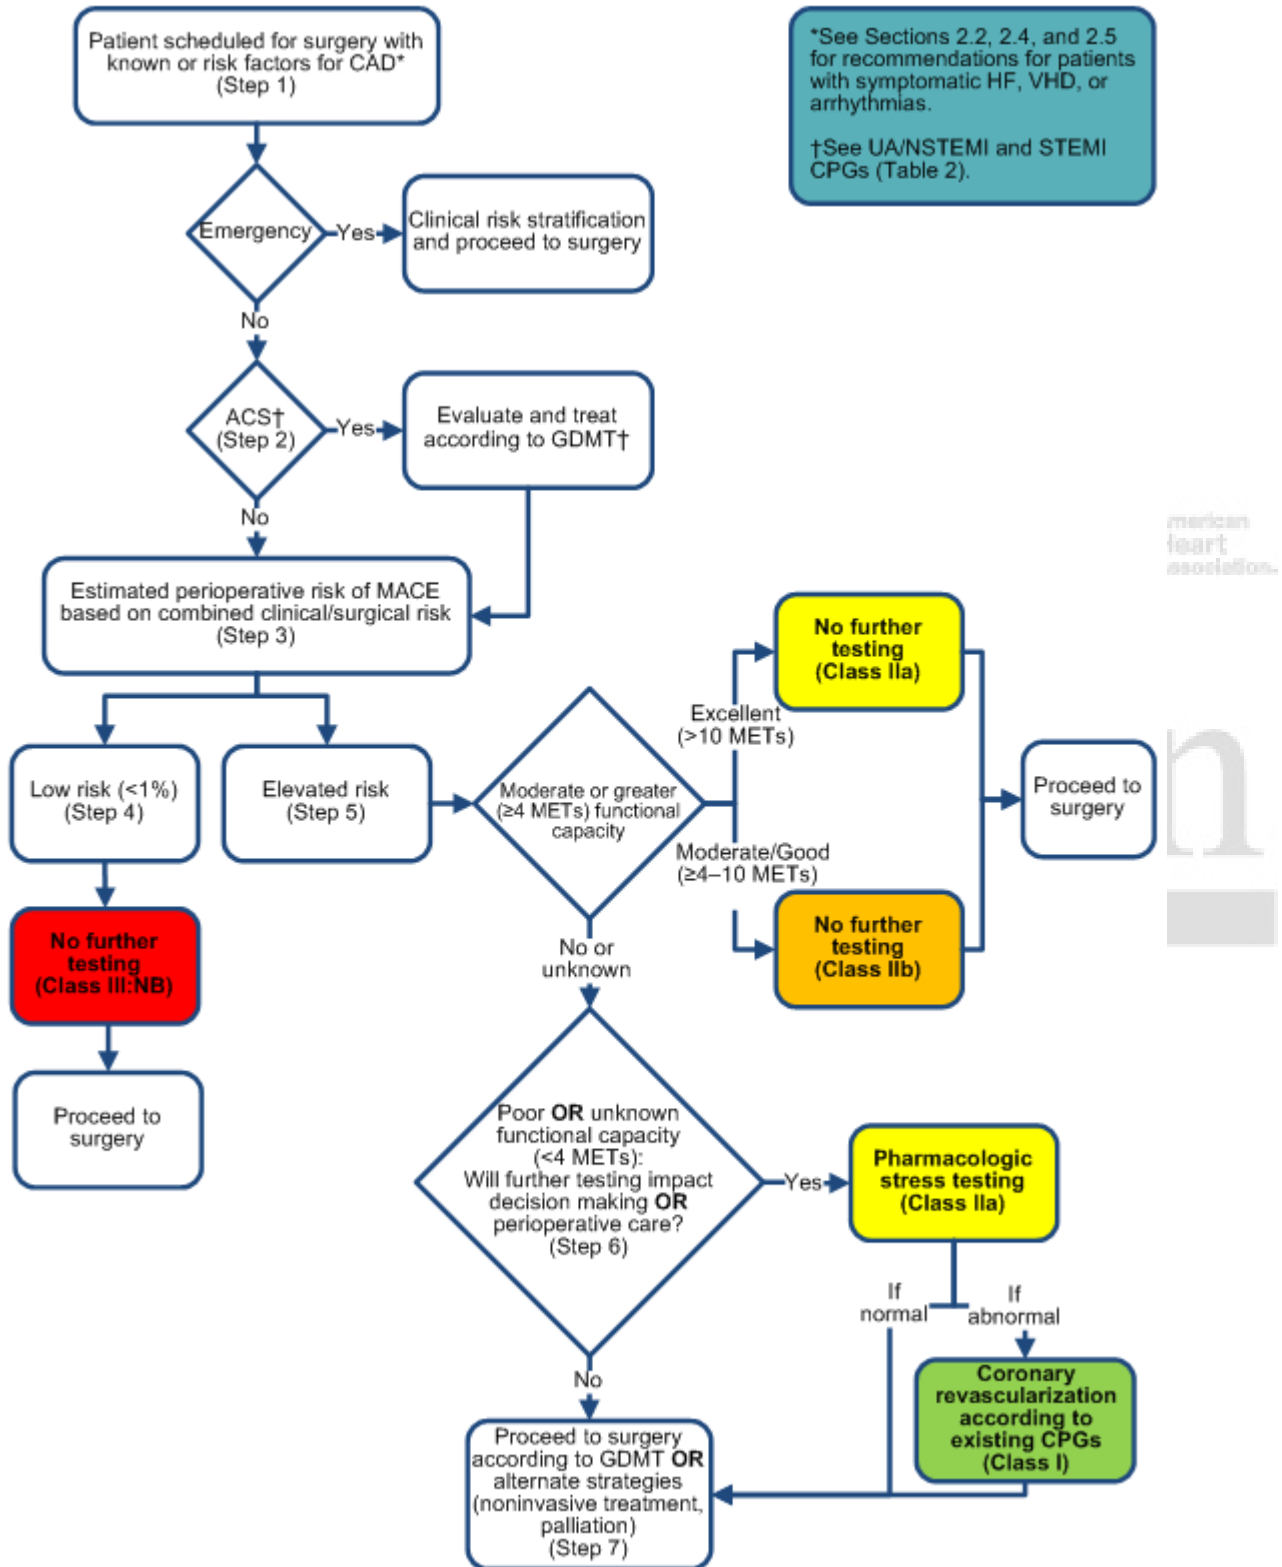 Patient scheduled for surgery with
known or risk factors for CAD*
(Step 1)
*See Sections 2.2, 2.4, and 2.5
for recommendations for patients
with symptomatic HF, VHD, or
arrhythmias.
†See UA/NSTEMI and STEMI
CPGs (Table 2).
Emergency
Yes
Clinical risk stratification
and proceed to surgery
No
ACS†
(Step 2)
Yes
Evaluate and treat
according to GDMT†
No
Estimated perioperative risk of MACE
based on combined clinical/surgical risk
(Step 3)
Low risk (<1%)
(Step 4)
Elevated risk
(Step 5)
No further
testing
(Class III:NB)
Proceed to
surgery
Moderate or greater
(≥4 METs) functional
capacity
Excellent
(>10 METs)
No further
testing
(Class IIa)
Moderate/Good
(≥4–10 METs)
No further
testing
(Class IIb)
Proceed to
surgery
No or
unknown
Poor OR unknown
functional capacity
(<4 METs):
Will further testing impact
decision making OR
perioperative care?
(Step 6)
Yes
Pharmacologic
stress testing
(Class IIa)
If
normal
If
abnormal
Coronary
revascularization
according to
existing CPGs
(Class I)
No
Proceed to surgery
according to GDMT OR
alternate strategies
(noninvasive treatment,
palliation)
(Step 7)
merican
Heart
ssociation.
n